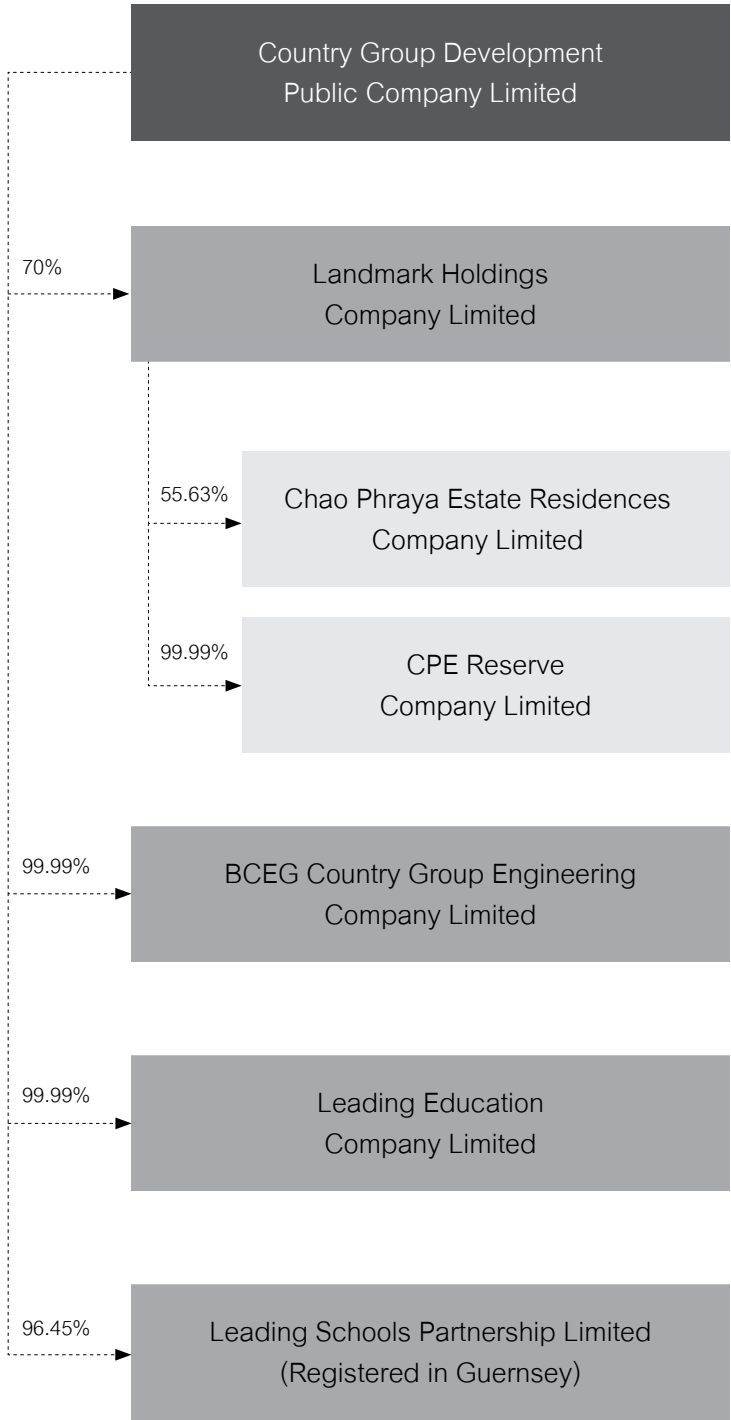 Country Group Development
Public Company Limited
70%
Landmark Holdings
Company Limited
55.63%
Chao Phraya Estate Residences
Company Limited
99.99%
CPE Reserve
Company Limited
99.99%
BCEG Country Group Engineering
Company Limited
99.99%
Leading Education
Company Limited
96.45%
Leading Schools Partnership Limited
(Registered in Guernsey)